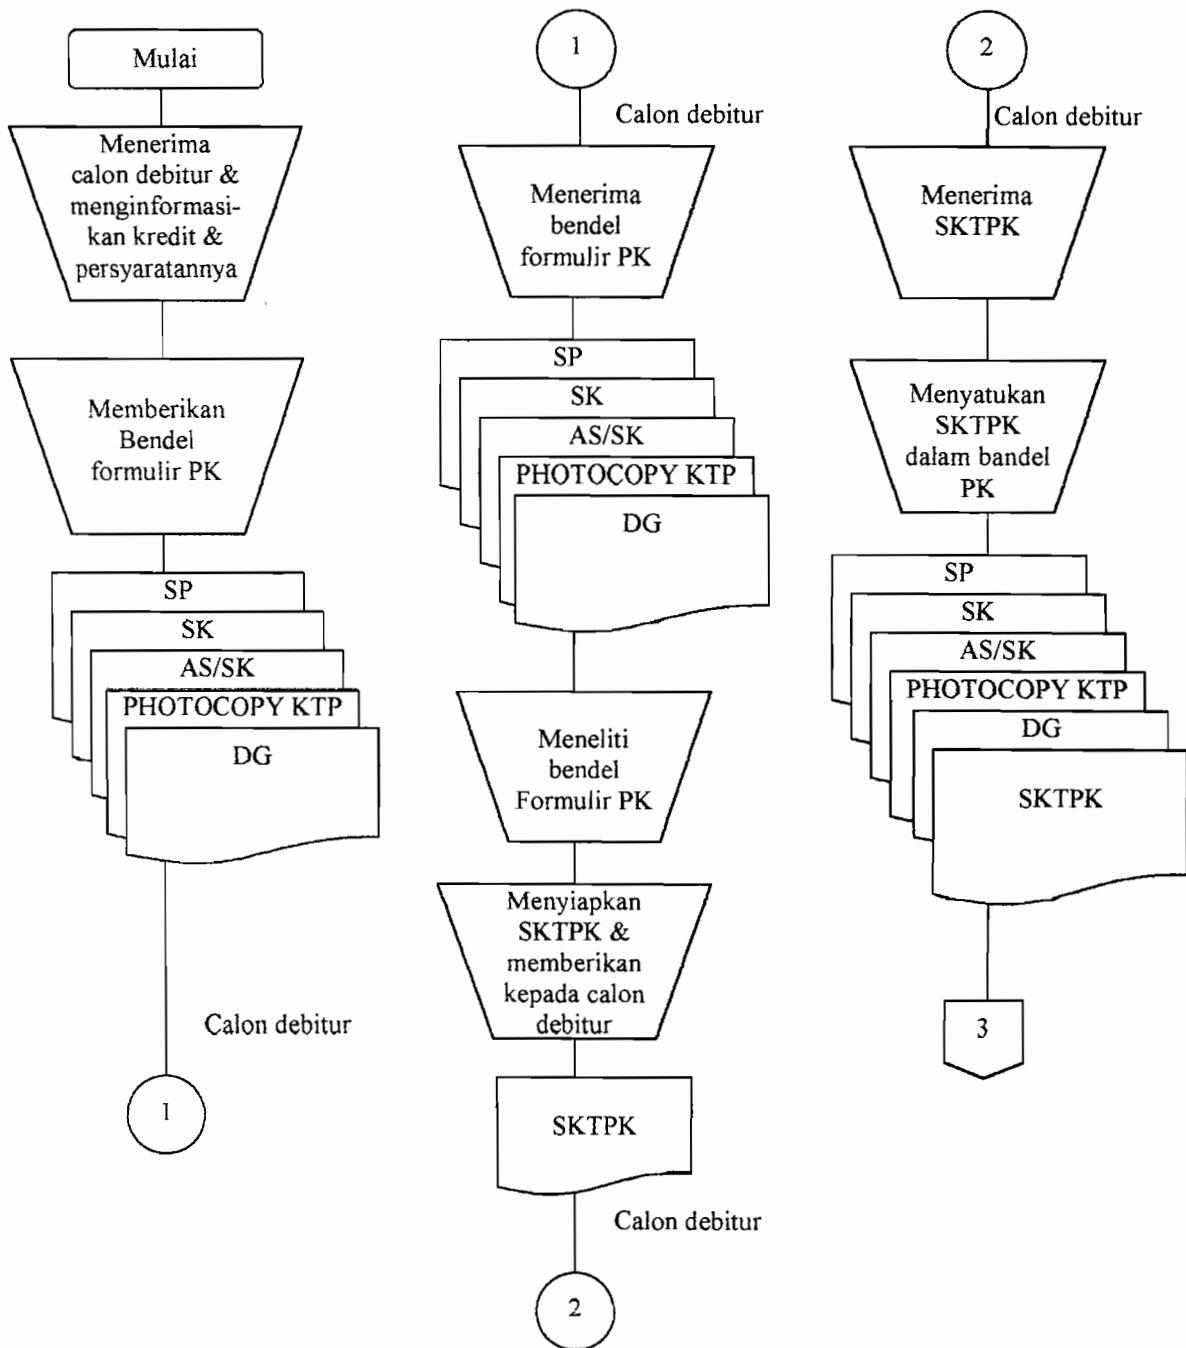 Mulai
Menerima
calon debitur &
menginformasi-
kan kredit &
persyaratannya
Memberikan
Bendel
formulir PK
SP
SK
AS/SK
PHOTOCOPY KTP
DG
Calon debitur
1
1
Calon debitur
Menerima
bendel
formulir PK
SP
SK
AS/SK
PHOTOCOPY KTP
DG
Meneliti
bendel
Formulir PK
Menyiapkan
SKTPK &
memberikan
kepada calon
debitur
SKTPK
Calon debitur
2
2
Calon debitur
Menerima
SKTPK
Menyatukan
SKTPK
dalam bandel
PK
SP
SK
AS/SK
PHOTOCOPY KTP
DG
SKTPK
3